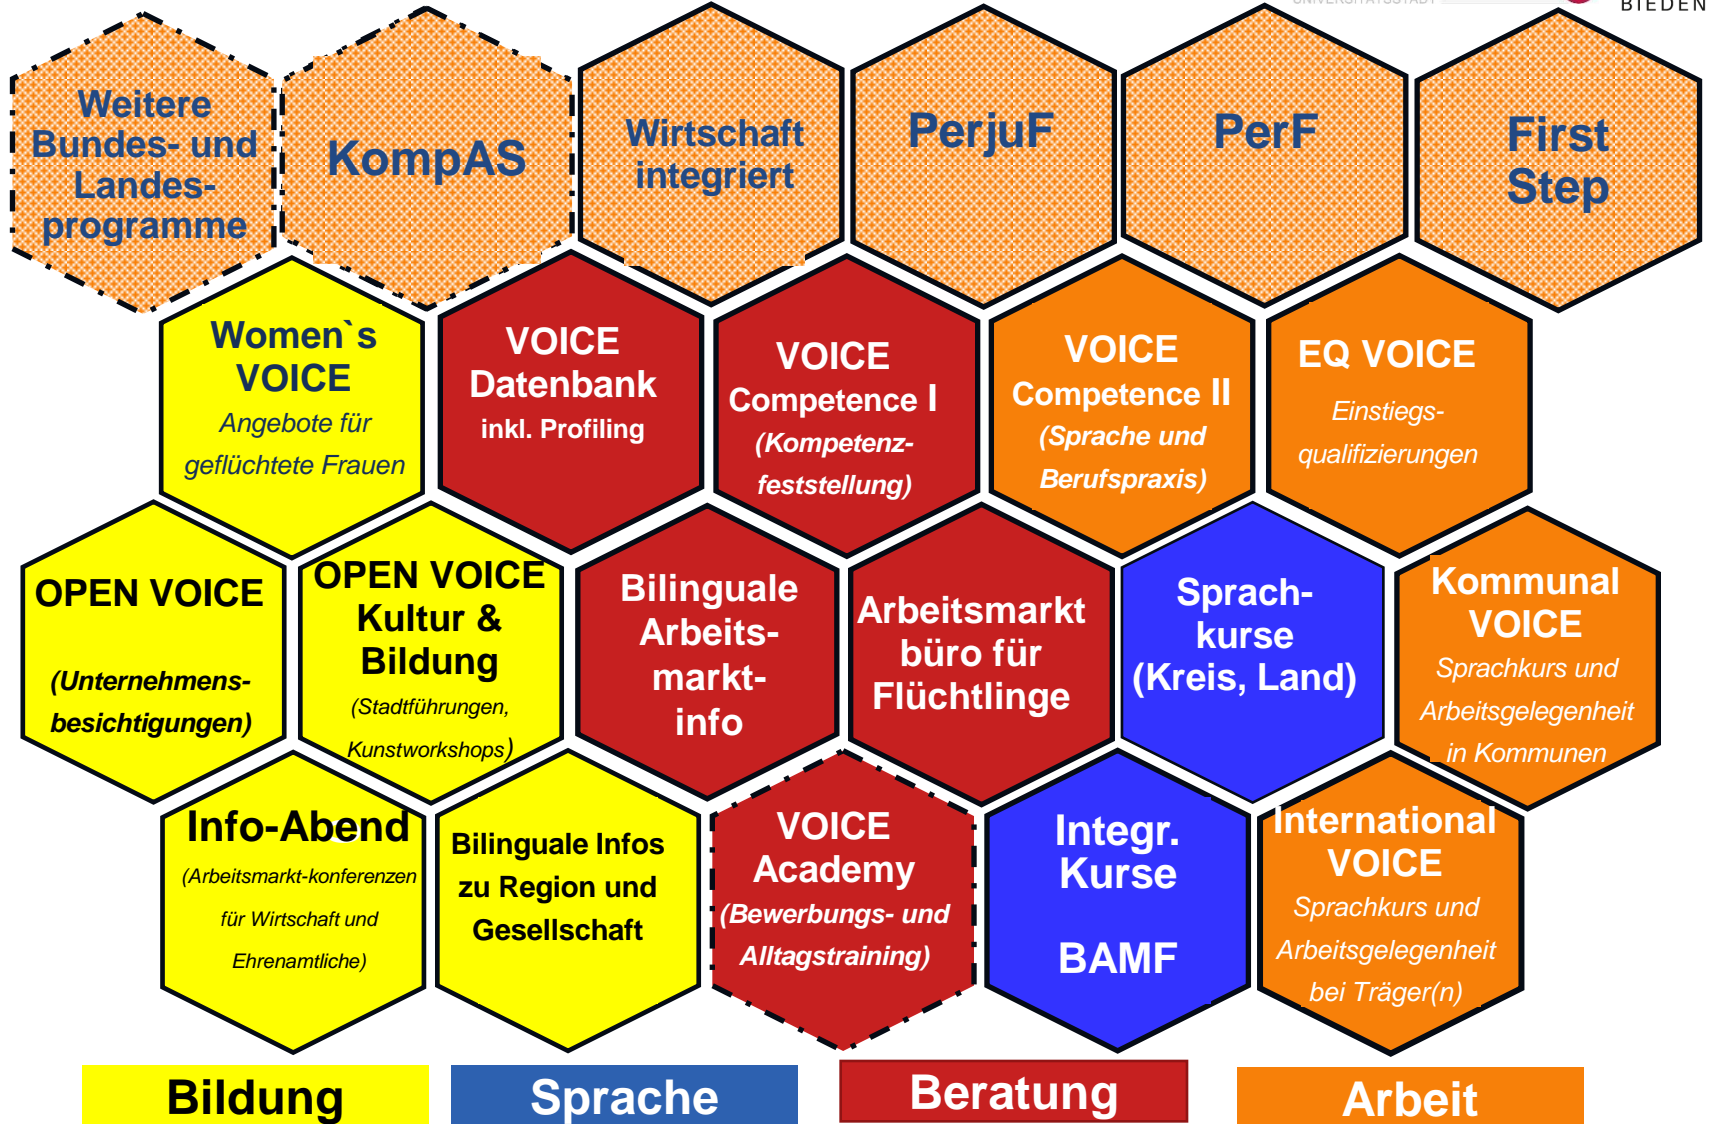 UNIVERSITÄTSSTADT
BIEDEN
Weitere
Bundes- und
Landes-
programme
KompAS
Wirtschaft
integriert
PerjuF
PerF
First
Step
Women`s
VOICE
Angebote für
geflüchtete Frauen
VOICE
Datenbank
inkl. Profiling
VOICE
Competence I
(Kompetenz-
feststellung)
VOICE
Competence II
(Sprache und
Berufspraxis)
EQ VOICE
Einstiegs-
qualifizierungen
OPEN VOICE
(Unternehmens-
besichtigungen)
OPEN VOICE
Kultur &
Bildung
(Stadtführungen,
Kunstworkshops)
Bilinguale
Arbeits-
markt-
info
Arbeitsmarkt
büro für
Flüchtlinge
Sprach-
kurse
(Kreis, Land)
Kommunal
VOICE
Sprachkurs und
Arbeitsgelegenheit
in Kommunen
Info-Abend
(Arbeitsmarkt-konferenzen
für Wirtschaft und
Ehrenamtliche)
Bilinguale Infos
zu Region und
Gesellschaft
VOICE
Academy
(Bewerbungs- und
Alltagstraining)
Integr.
Kurse
BAMF
International
VOICE
Sprachkurs und
Arbeitsgelegenheit
bei Träger(n)
Bildung
Sprache
Beratung
Arbeit